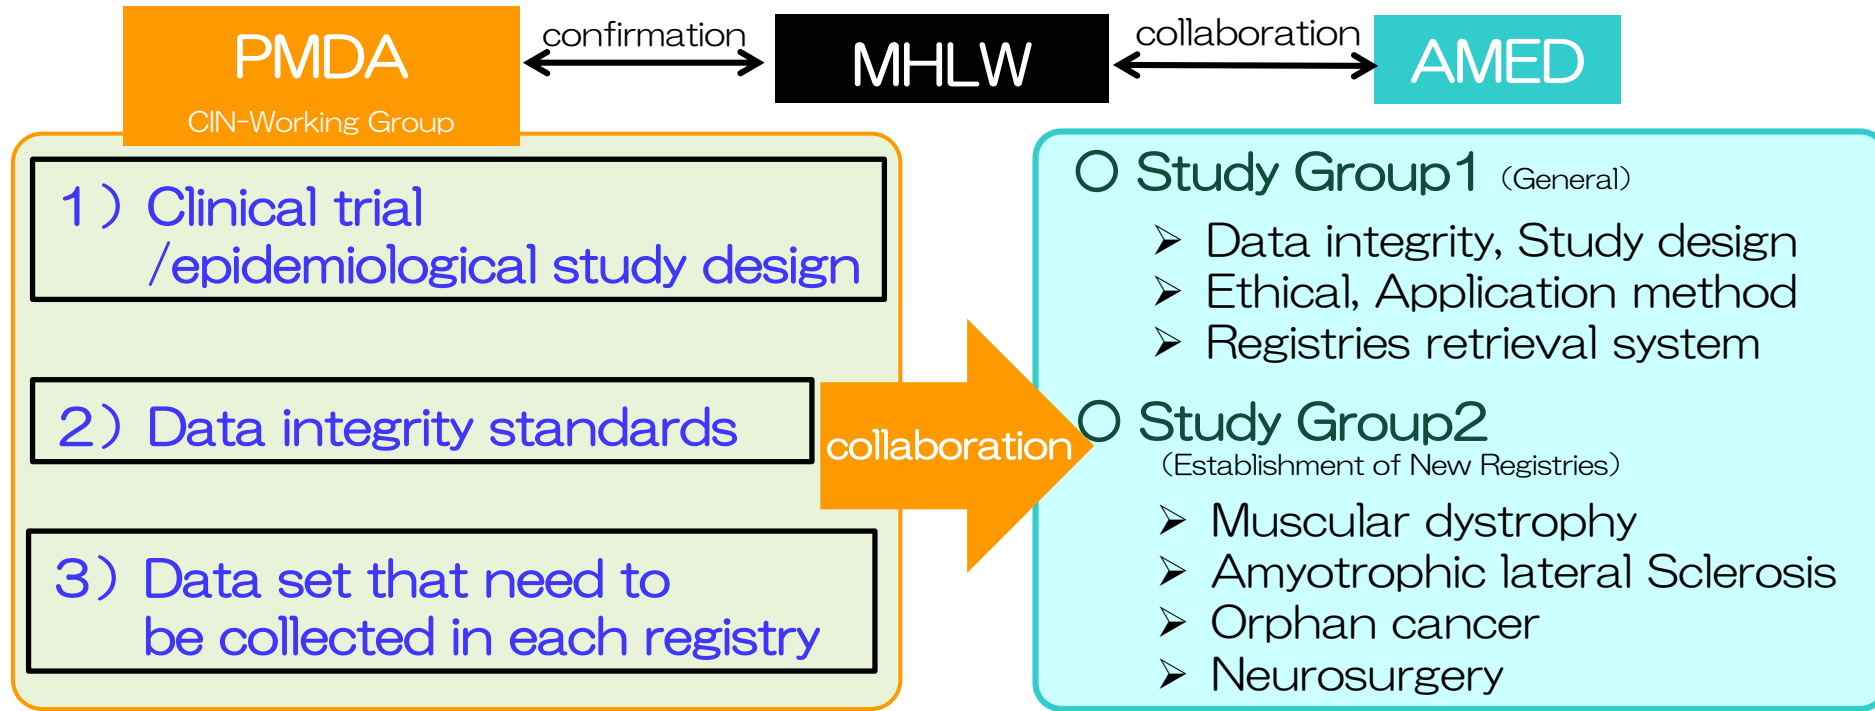 PMDA
CIN-Working Group
confirmation
MHLW
collaboration
AMED
1）Clinical trial
/epidemiological study design
2）Data integrity standards
3）Data set that need to
be collected in each registry
collaboration
○ Study Group1 （General）
➢ Data integrity, Study design
➢ Ethical, Application method
➢ Registries retrieval system
○ Study Group2
（Establishment of New Registries）
➢ Muscular dystrophy
➢ Amyotrophic lateral Sclerosis
➢ Orphan cancer
➢ Neurosurgery